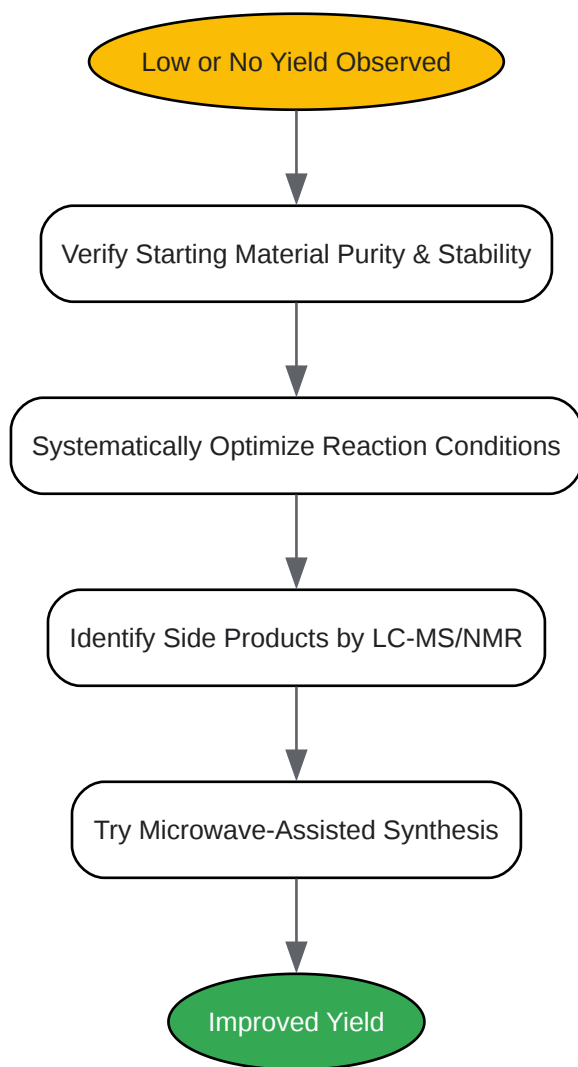 Low or No Yield Observed
Verify Starting Material Purity & Stability
Systematically Optimize Reaction Conditions
Identify Side Products by LC-MS/NMR
Try Microwave-Assisted Synthesis
Improved Yield